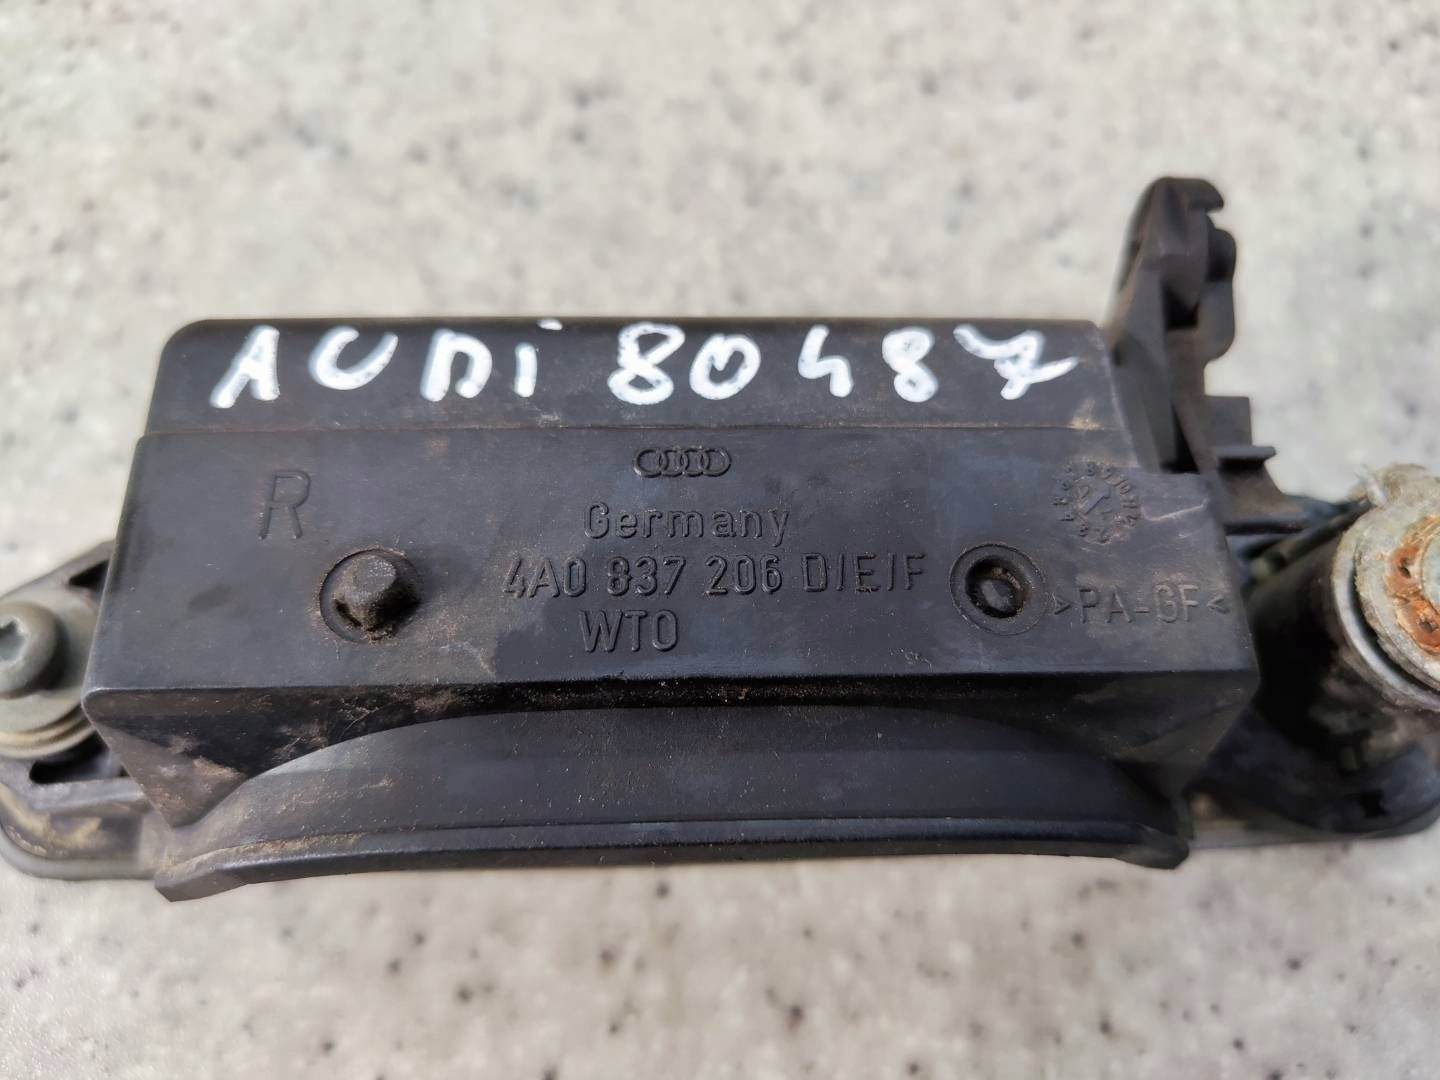 AUDi 80487
R
Germany
4A0 837 206 D/E/F
WTO
>PA-GF<